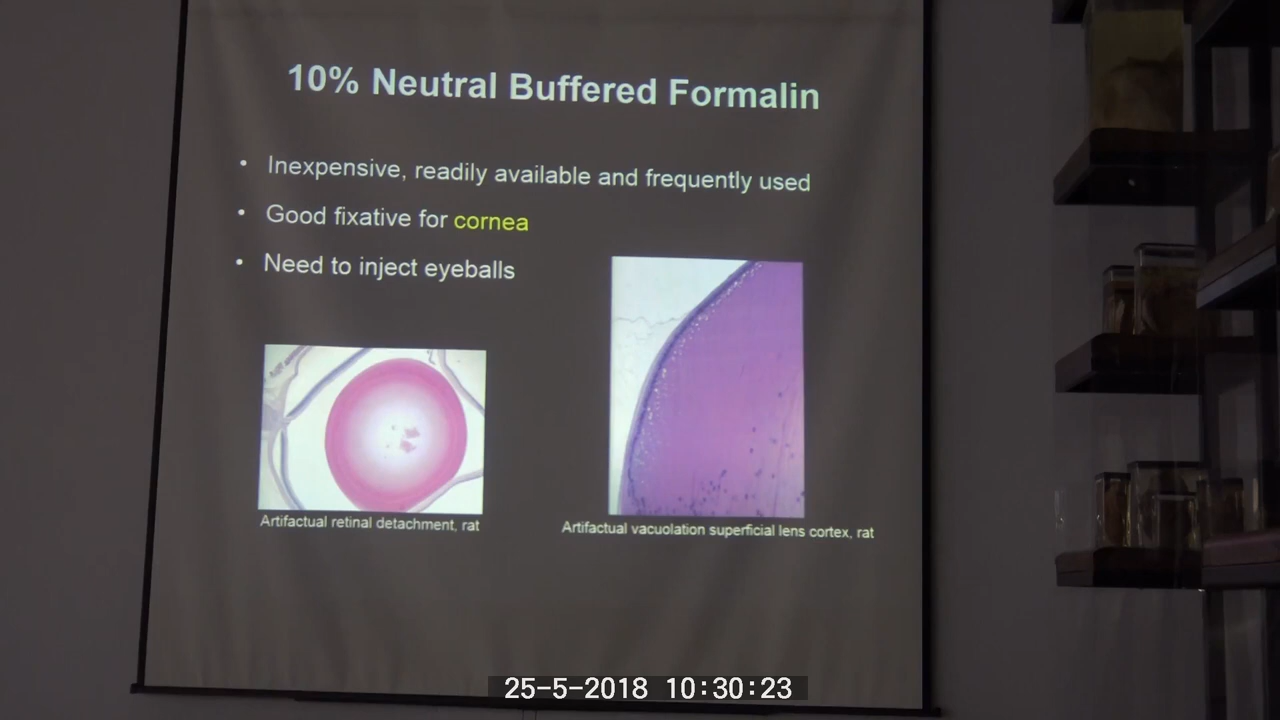 10% Neutral Buffered Formalin
• Inexpensive, readily available and frequently used
• Good fixative for cornea
• Need to inject eyeballs
Artifactual retinal detachment, rat
Artifactual vacuolation superficial lens cortex, rat
25-5-2018 10:30:23